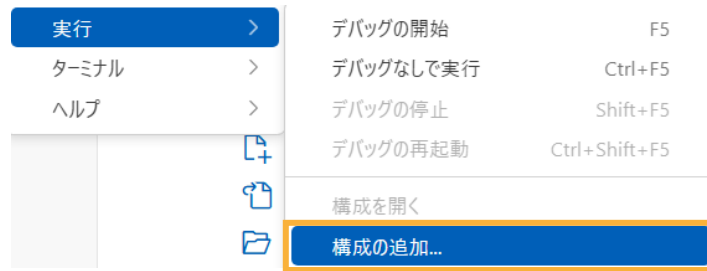 実行
ターミナル
ヘルプ
デバッグの開始 F5
デバッグなしで実行 Ctrl+F5
デバッグの停止 Shift+F5
デバッグの再起動 Ctrl+Shift+F5
構成を開く
構成の追加...